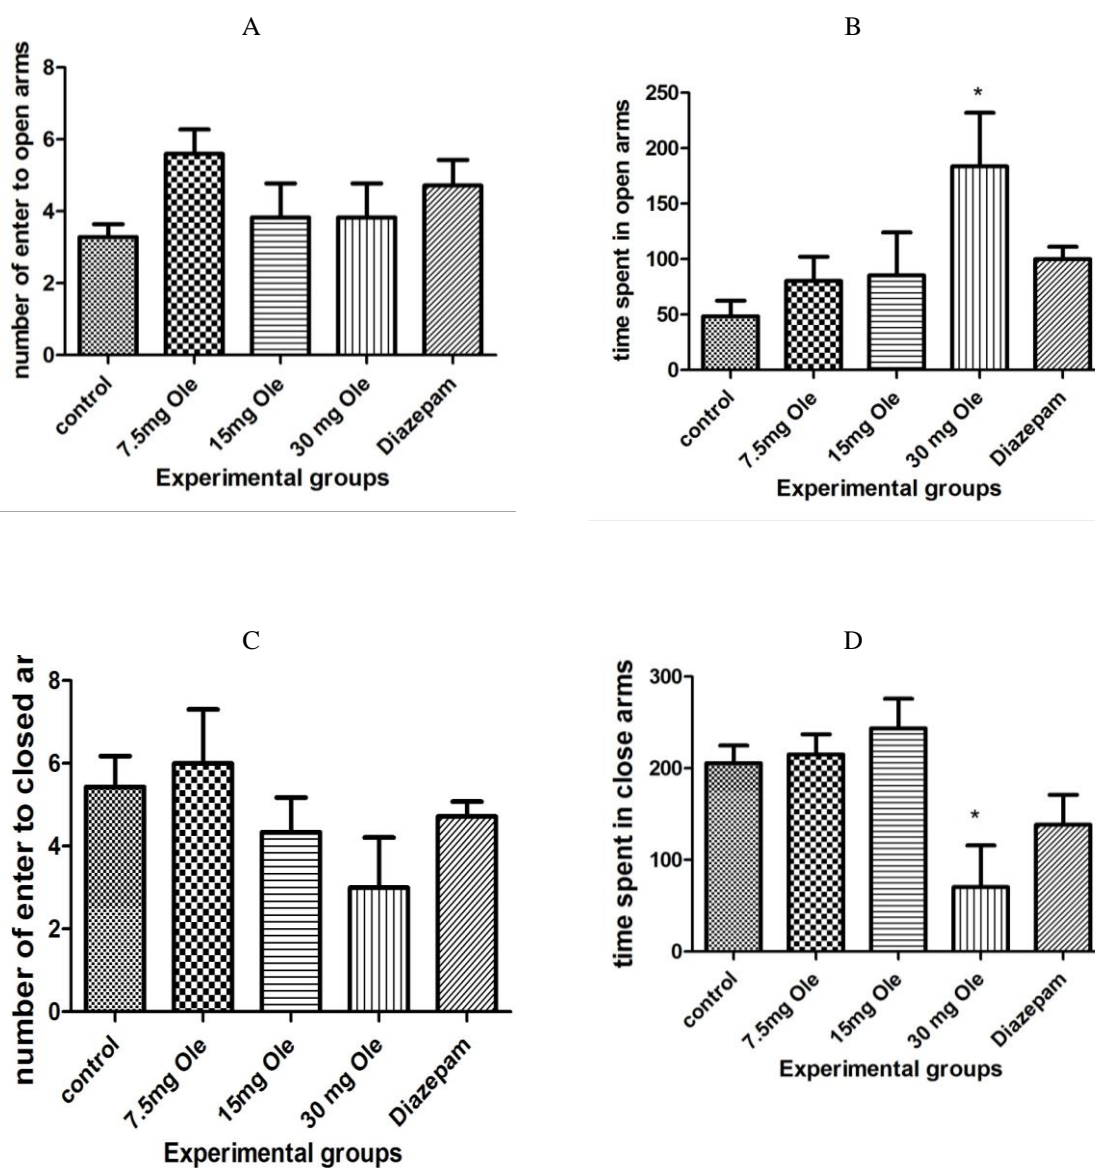 A
number of enter to open arms
8
6
4
2
0
control
7.5mg Ole
15mg Ole
30 mg Ole
Diazepam
Experimental groups
B
time spent in open arms
250
200
150
100
50
0
*
control
7.5mg Ole
15mg Ole
30 mg Ole
Diazepam
Experimental groups
C
number of enter to closed ar
8
6
4
2
0
control
7.5mg Ole
15mg Ole
30 mg Ole
Diazepam
Experimental groups
D
time spent in close arms
300
200
100
0
*
control
7.5mg Ole
15mg Ole
30 mg Ole
Diazepam
Experimental groups